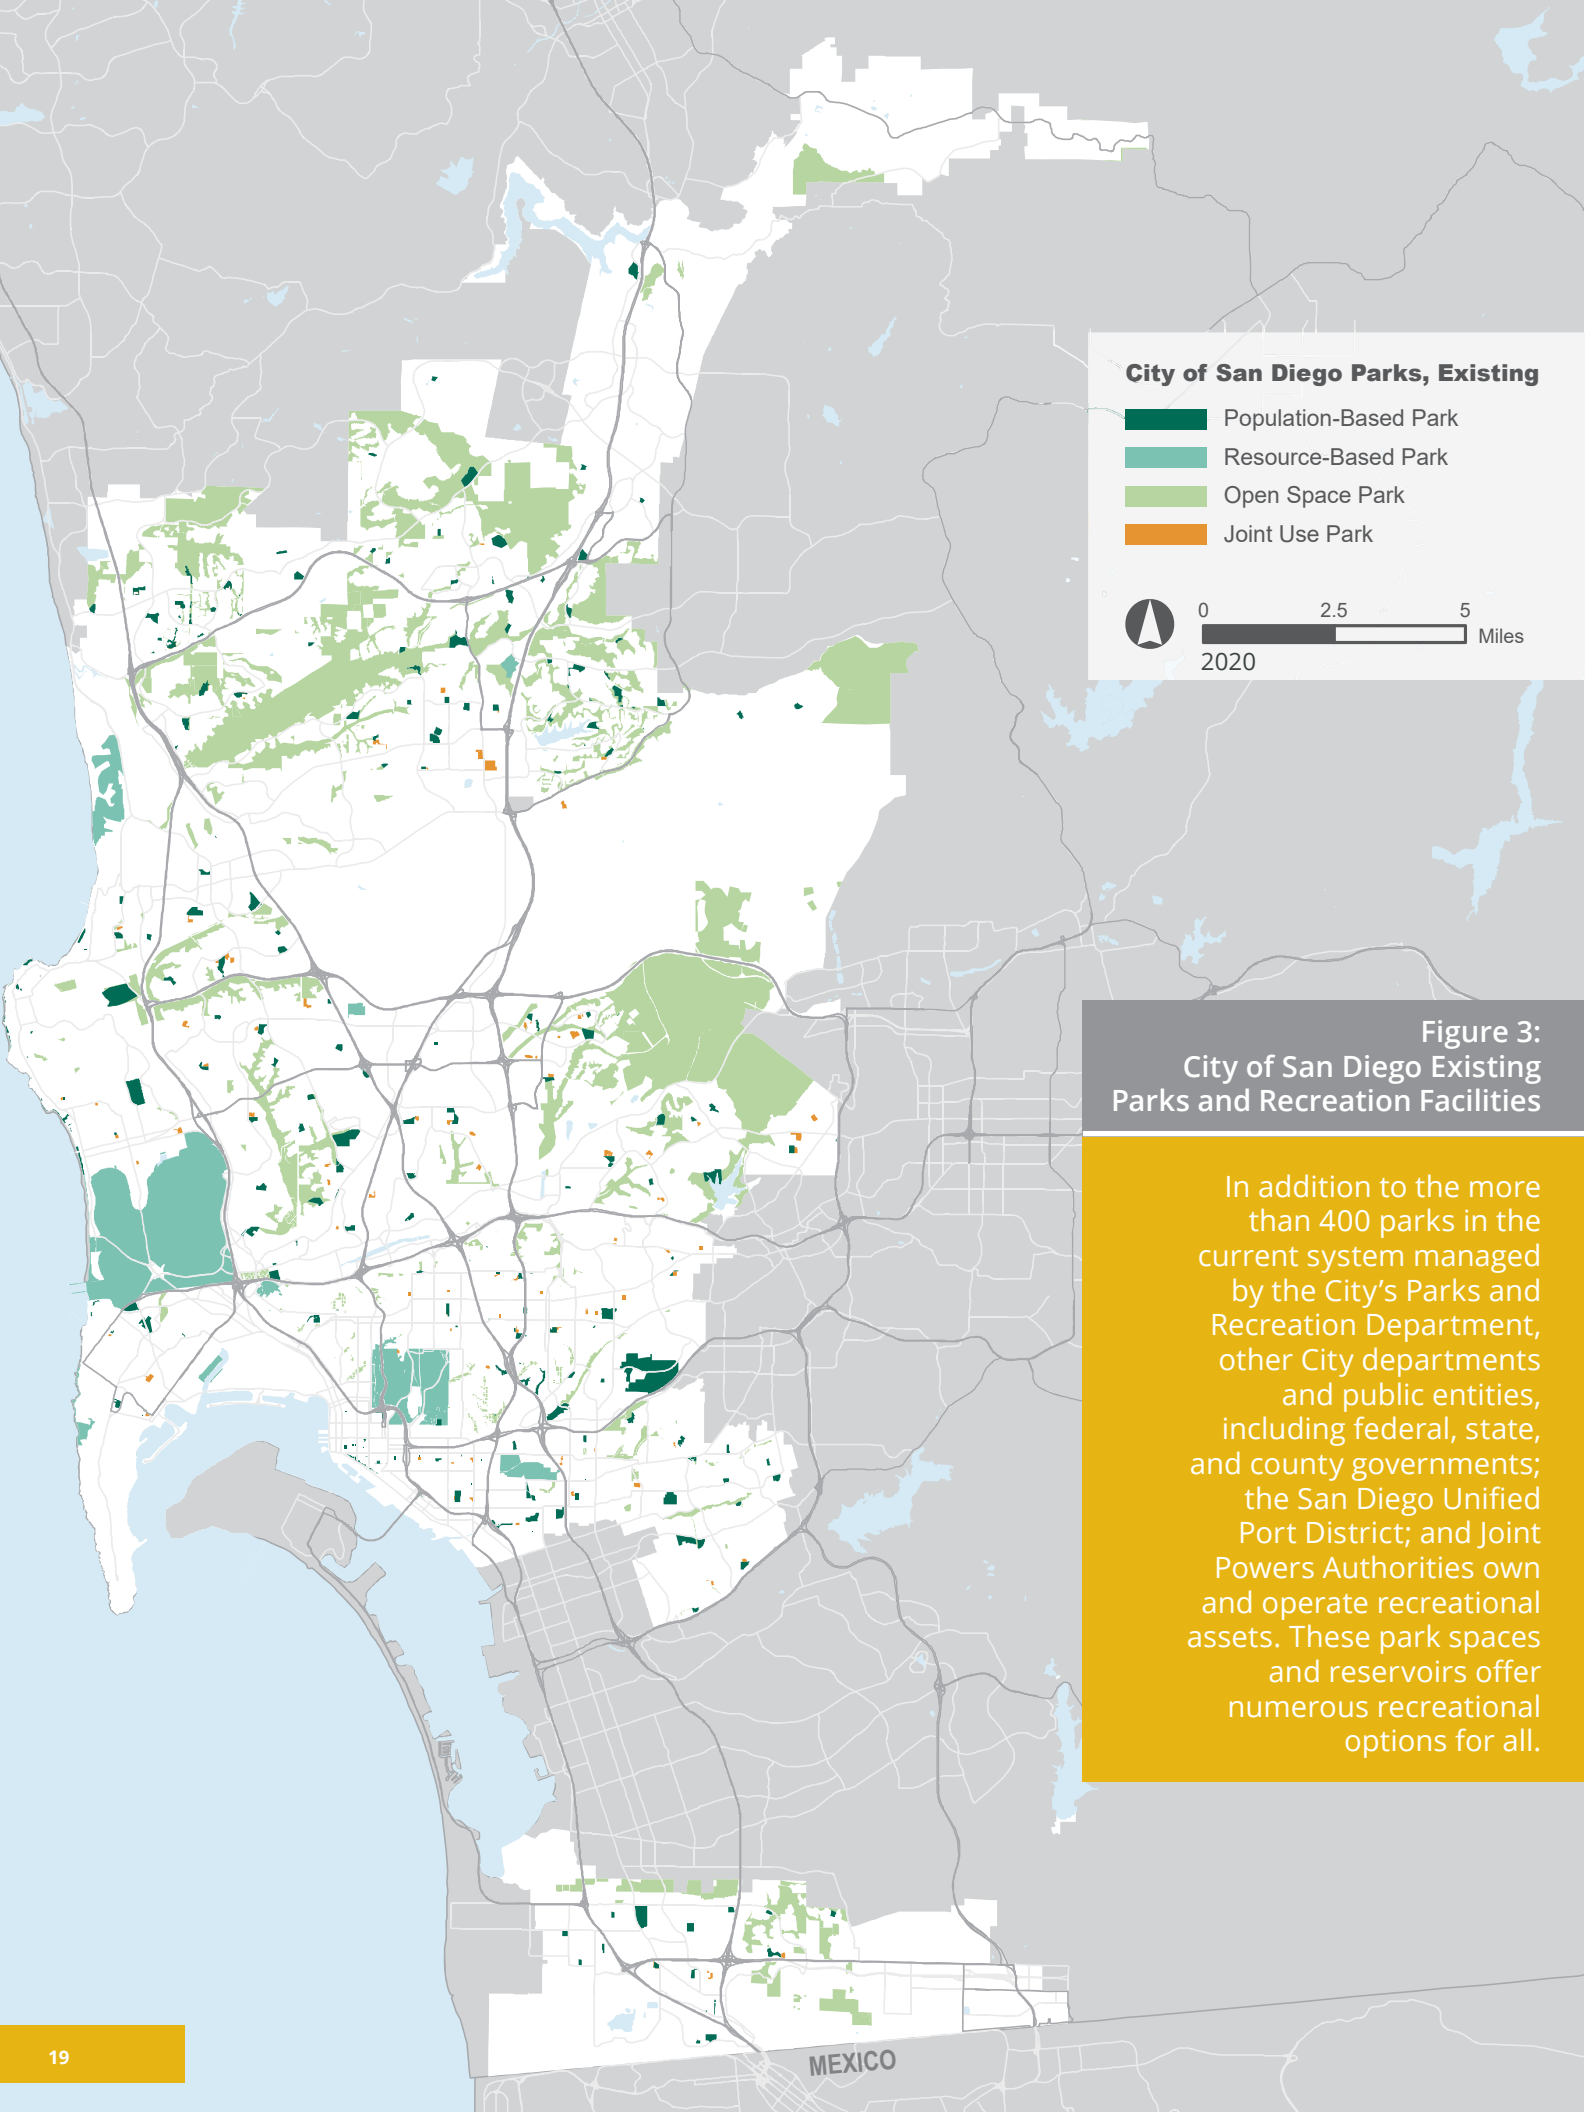 City of San Diego Parks, Existing
Population-Based Park
Resource-Based Park
Open Space Park
Joint Use Park
0 2.5 5
Miles
2020
Figure 3:
City of San Diego Existing
Parks and Recreation Facilities
In addition to the more
than 400 parks in the
current system managed
by the City’s Parks and
Recreation Department,
other City departments
and public entities,
including federal, state,
and county governments;
the San Diego Unified
Port District; and Joint
Powers Authorities own
and operate recreational
assets. These park spaces
and reservoirs offer
numerous recreational
options for all.
MEXICO
19